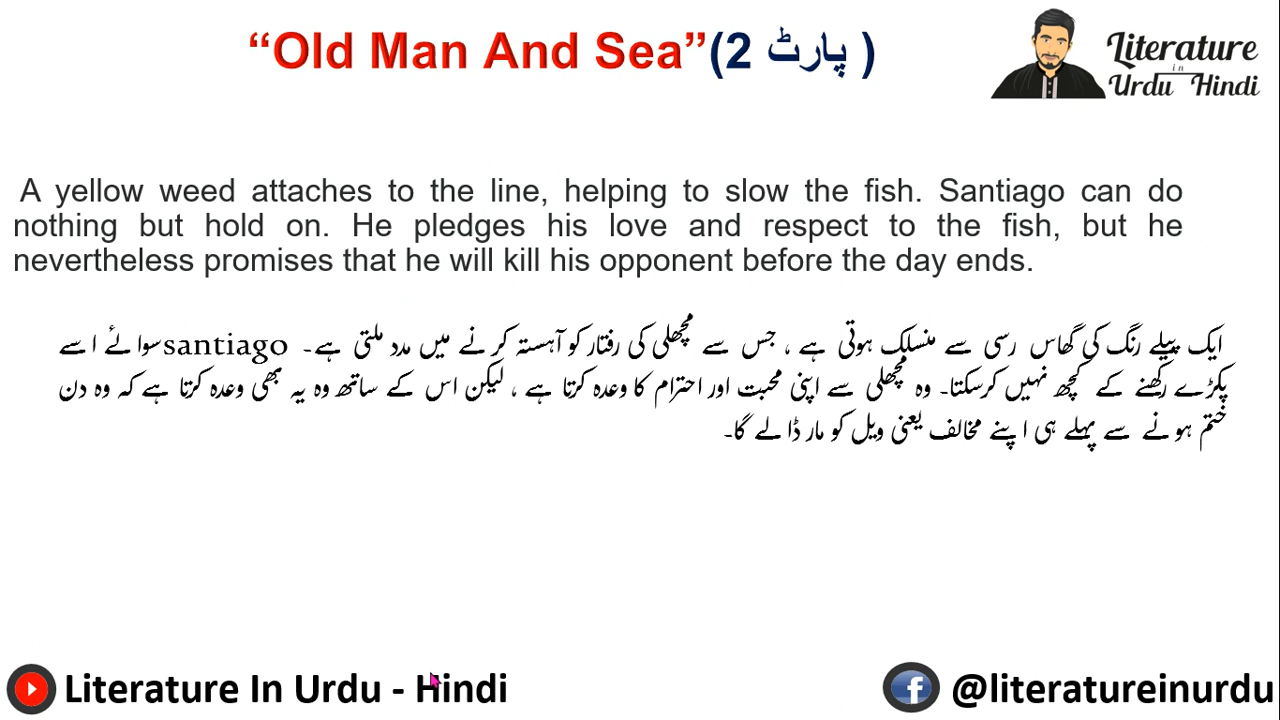 “Old Man And Sea”(پارٹ 2 )
Literature
in
Urdu Hindi
A yellow weed attaches to the line, helping to slow the fish. Santiago can do
nothing but hold on. He pledges his love and respect to the fish, but he
nevertheless promises that he will kill his opponent before the day ends.
ایک پیلے رنگ کی گھاس رسی سے منسلک ہوتی ہے ، جس سے مچھلی کی رفتار کو آہستہ کرنے میں مدد ملتی ہے۔ santiago سوائے اسے
پکڑے رکھنے کے کچھ نہیں کرسکتا۔ وہ مچھلی سے اپنی محبت اور احترام کا وعدہ کرتا ہے ، لیکن اس کے ساتھ وہ یہ بھی وعدہ کرتا ہے کہ وہ دن
ختم ہونے سے پہلے ہی اپنے مخالف یعنی ویل کو مار ڈالے گا۔
Literature In Urdu - Hindi
@literatureinurdu